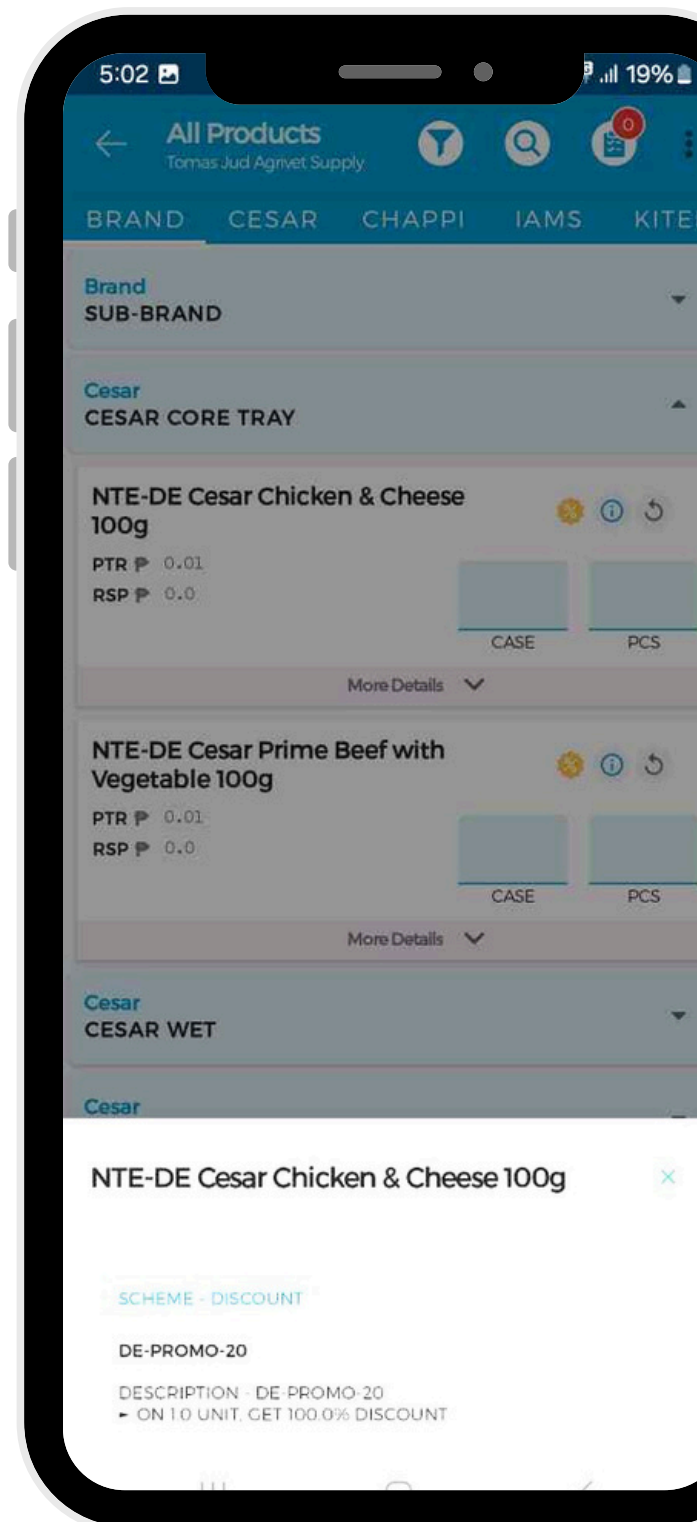 5:02 19%
All Products
Tomas Jud Agrivet Supply
0
BRAND CESAR CHAPPI IAMS KITE
Brand
SUB-BRAND
Cesar
CESAR CORE TRAY
NTE-DE Cesar Chicken & Cheese
100g
PTR ₱ 0.01
RSP ₱ 0.0
CASE PCS
More Details
NTE-DE Cesar Prime Beef with
Vegetable 100g
PTR ₱ 0.01
RSP ₱ 0.0
CASE PCS
More Details
Cesar
CESAR WET
Cesar
NTE-DE Cesar Chicken & Cheese 100g
SCHEME - DISCOUNT
DE-PROMO-20
DESCRIPTION - DE-PROMO-20
► ON 1.0 UNIT, GET 100.0% DISCOUNT